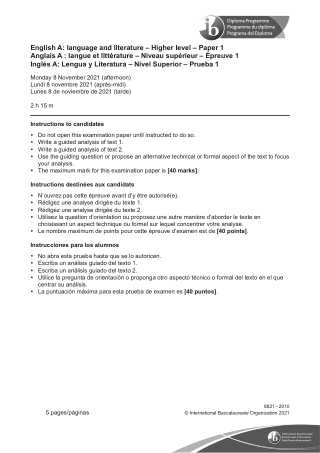 Diploma Programme
Programme du diplôme
Programa del Diploma
English A: language and literature – Higher level – Paper 1
Anglais A : langue et littérature – Niveau supérieur – Épreuve 1
Inglés A: Lengua y Literatura – Nivel Superior – Prueba 1
Monday 8 November 2021 (afternoon)
Lundi 8 novembre 2021 (après-midi)
Lunes 8 de noviembre de 2021 (tarde)
2 h 15 m
Instructions to candidates
• Do not open this examination paper until instructed to do so.
• Write a guided analysis of text 1.
• Write a guided analysis of text 2.
• Use the guiding question or propose an alternative technical or formal aspect of the text to focus
your analysis.
• The maximum mark for this examination paper is [40 marks].
Instructions destinées aux candidats
• N'ouvrez pas cette épreuve avant d'y être autorisé(e).
• Rédigez une analyse dirigée du texte 1.
• Rédigez une analyse dirigée du texte 2.
• Utilisez la question d'orientation ou proposez une autre manière d'aborder le texte en
choisissant un aspect technique ou formel sur lequel concentrer votre analyse.
• Le nombre maximum de points pour cette épreuve d'examen est de [40 points].
Instrucciones para los alumnos
• No abra esta prueba hasta que se lo autoricen.
• Escriba un análisis guiado del texto 1.
• Escriba un análisis guiado del texto 2.
• Utilice la pregunta de orientación o proponga otro aspecto técnico o formal del texto en el que
centrar su análisis.
• La puntuación máxima para esta prueba de examen es [40 puntos].
8821 – 2010
5 pages/páginas
© International Baccalaureate Organization 2021